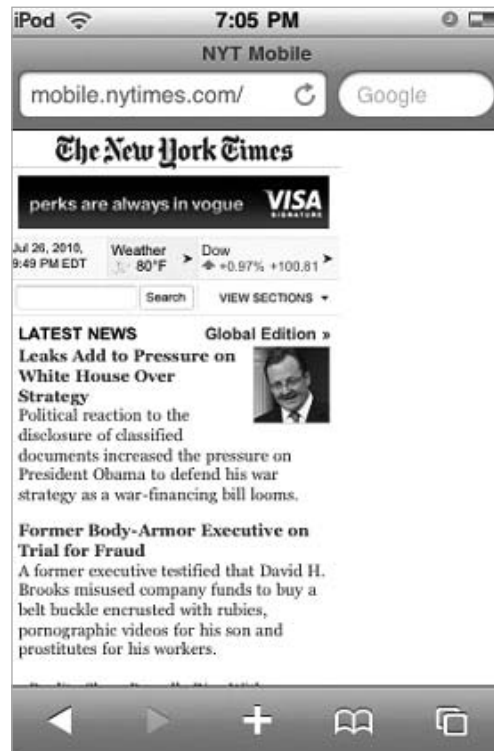 iPod 7:05 PM
NYT Mobile
mobile.nytimes.com/ Google
The New York Times
perks are always in vogue VISA
SIGNATURE
Jul 26, 2010, Weather Dow
9:49 PM EDT 80°F +0.97% +100.81
Search VIEW SECTIONS
LATEST NEWS Global Edition »
Leaks Add to Pressure on
White House Over
Strategy
Political reaction to the
disclosure of classified
documents increased the pressure on
President Obama to defend his war
strategy as a war-financing bill looms.
Former Body-Armor Executive on
Trial for Fraud
A former executive testified that David H.
Brooks misused company funds to buy a
belt buckle encrusted with rubies,
pornographic videos for his son and
prostitutes for his workers.